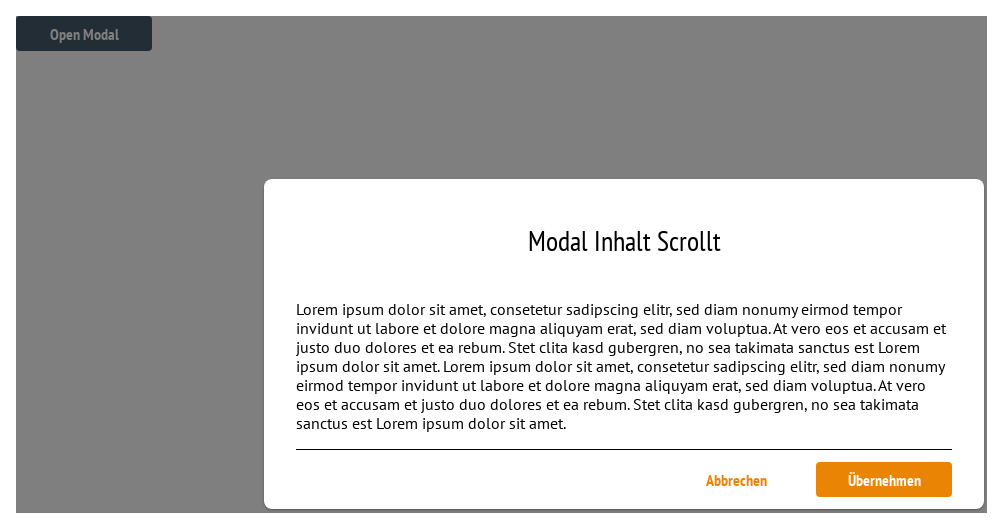 Open Modal
Modal Inhalt Scrollt
Lorem ipsum dolor sit amet, consetetur sadipscing elitr, sed diam nonumy eirmod tempor
invidunt ut labore et dolore magna aliquyam erat, sed diam voluptua. At vero eos et accusam et
justo duo dolores et ea rebum. Stet clita kasd gubergren, no sea takimata sanctus est Lorem
ipsum dolor sit amet. Lorem ipsum dolor sit amet, consetetur sadipscing elitr, sed diam nonumy
eirmod tempor invidunt ut labore et dolore magna aliquyam erat, sed diam voluptua. At vero
eos et accusam et justo duo dolores et ea rebum. Stet clita kasd gubergren, no sea takimata
sanctus est Lorem ipsum dolor sit amet.
Abbrechen
Übernehmen